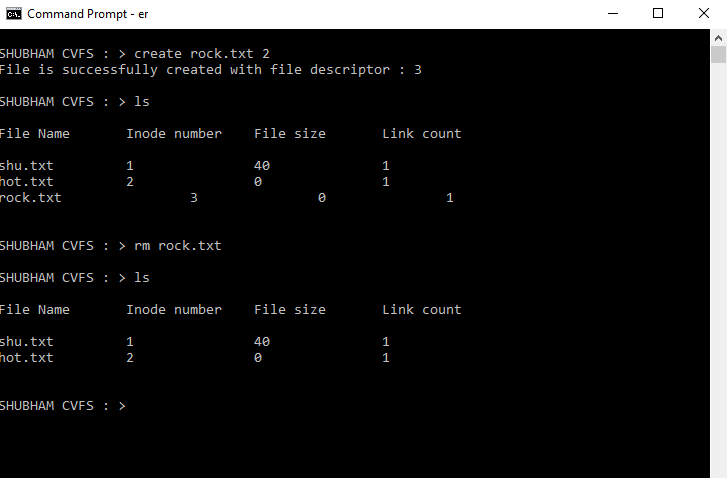 Command Prompt - er
SHUBHAM CVFS : > create rock.txt 2
File is successfully created with file descriptor : 3
SHUBHAM CVFS : > ls
File Name       Inode number    File size       Link count
shu.txt         1               40              1
hot.txt         2               0               1
rock.txt                3               0               1
SHUBHAM CVFS : > rm rock.txt
SHUBHAM CVFS : > ls
File Name       Inode number    File size       Link count
shu.txt         1               40              1
hot.txt         2               0               1
SHUBHAM CVFS : >